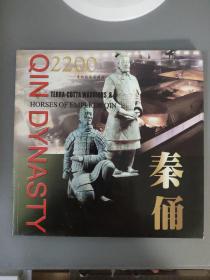 QIN DYNASTY
2200
TERRA-COTTA WARRIORS &
HORSES OF EMPEROR QIN
秦
俑